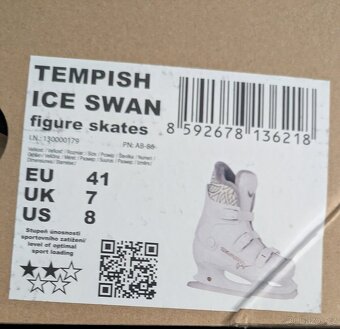 TEMPISH
ICE SWAN
figure skates
I.N.: 130000179
PN: AB-86
8 592678 136218
EU 41
UK 7
US 8
Stupeň únosnosti
sportovního zatížení/
level of optimal
sport loading